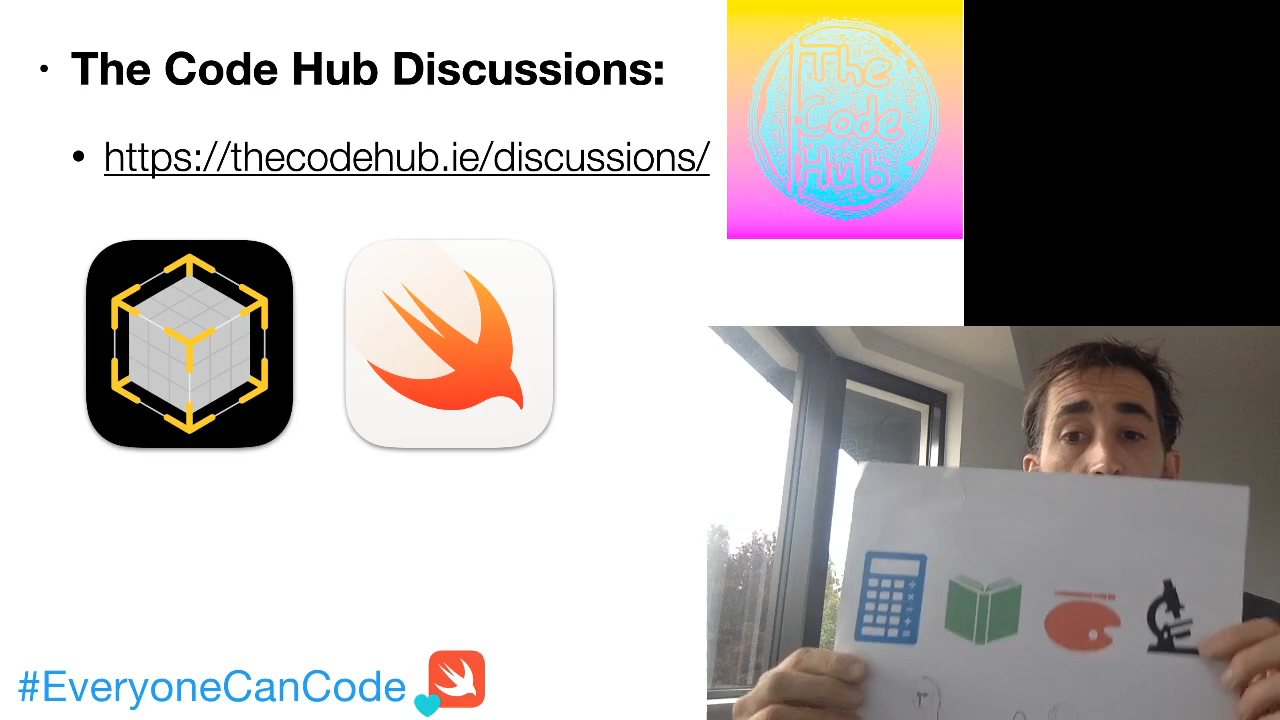 The Code Hub Discussions:
https://thecodehub.ie/discussions/
The
Code
Hub
#EveryoneCanCode